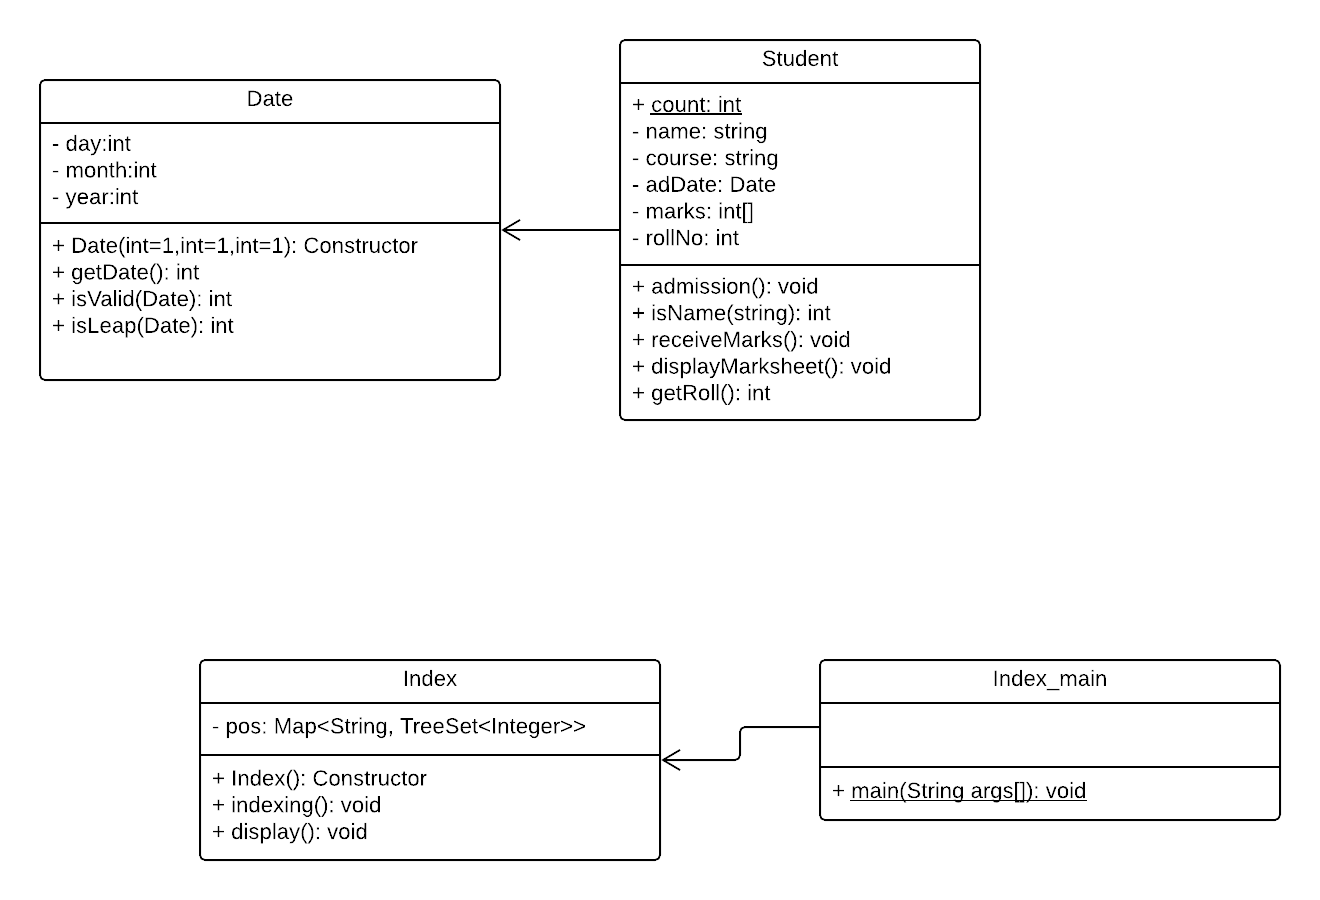 Date
- day:int
- month:int
- year:int
+ Date(int=1,int=1,int=1): Constructor
+ getDate(): int
+ isValid(Date): int
+ isLeap(Date): int
Student
+ count: int
- name: string
- course: string
- adDate: Date
- marks: int[]
- rollNo: int
+ admission(): void
+ isName(string): int
+ receiveMarks(): void
+ displayMarksheet(): void
+ getRoll(): int
Index
- pos: Map<String, TreeSet<Integer>>
+ Index(): Constructor
+ indexing(): void
+ display(): void
Index_main
+ main(String args[]): void